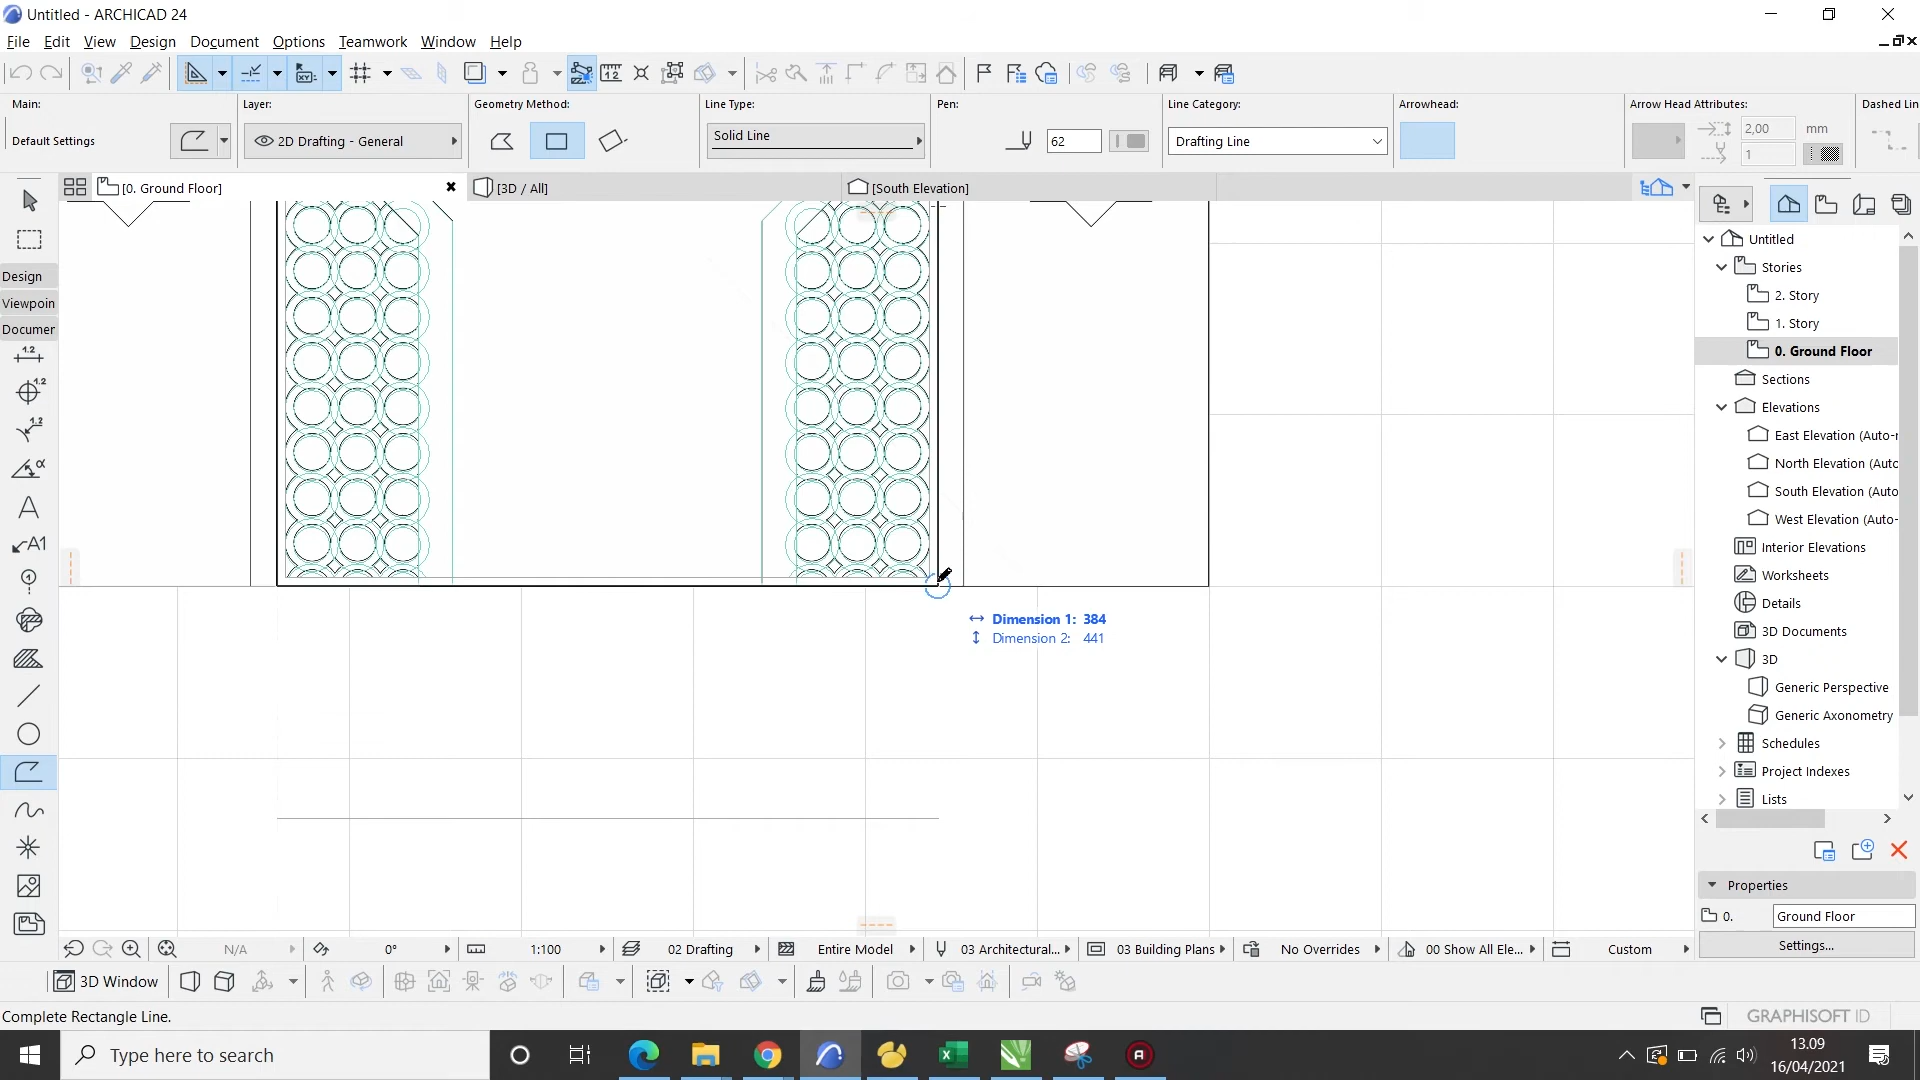 Untitled - ARCHICAD 24
File Edit View Design Document Options Teamwork Window Help
Main: Layer: Geometry Method: Line Type: Pen: Line Category: Arrowhead: Arrow Head Attributes: Dashed Lin
Default Settings 2D Drafting - General Solid Line 62 Drafting Line 2,00 mm
1
[0. Ground Floor] [3D / All] [South Elevation]
Design
Viewpoin
Documer
Untitled
Stories
2. Story
1. Story
0. Ground Floor
Sections
Elevations
East Elevation (Auto-r
North Elevation (Auto
South Elevation (Auto
West Elevation (Auto-
Interior Elevations
Worksheets
Details
3D Documents
3D
Generic Perspective
Generic Axonometry
Schedules
Project Indexes
Lists
Dimension 1: 384
Dimension 2: 441
Properties
0. Ground Floor
Settings...
N/A 0° 1:100 02 Drafting Entire Model 03 Architectural... 03 Building Plans No Overrides 00 Show All Ele... Custom
3D Window
Complete Rectangle Line. GRAPHISOFT ID
Type here to search
13.09
16/04/2021